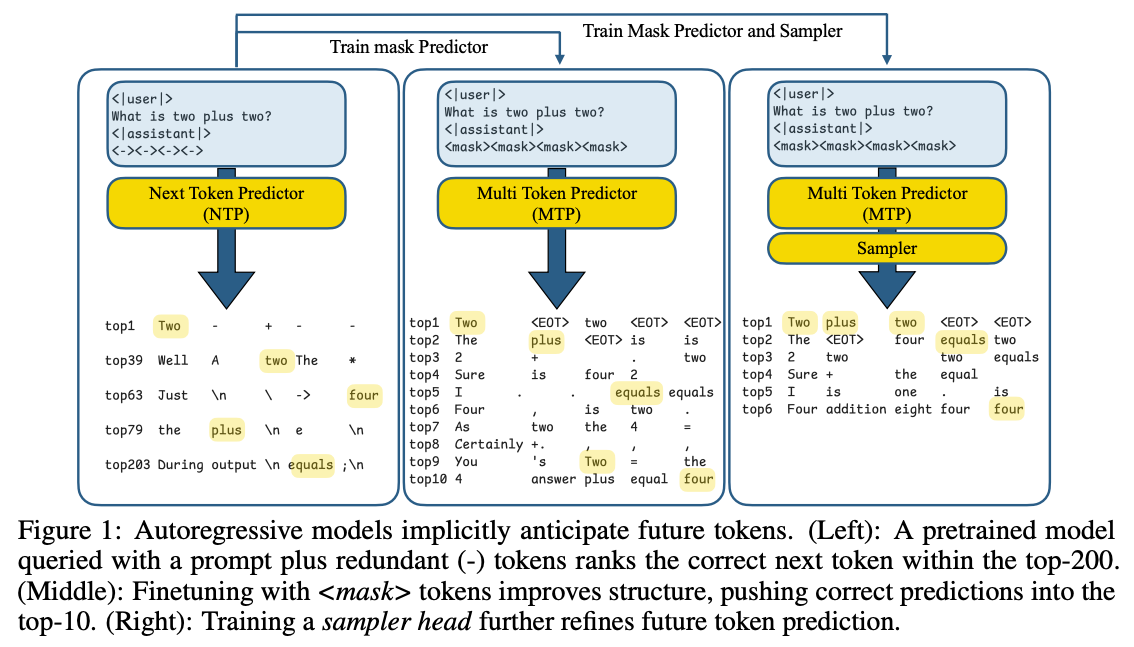 Train mask Predictor
Train Mask Predictor and Sampler
<|user|>
What is two plus two?
<|assistant|>
<-><-><-><->
Next Token Predictor
(NTP)
top1 Two - + - -
top39 Well A two The *
top63 Just \n \ -> four
top79 the plus \n e \n
top203 During output \n equals ;\n
<|user|>
What is two plus two?
<|assistant|>
<mask><mask><mask><mask>
Multi Token Predictor
(MTP)
top1 Two <EOT> two <EOT> <EOT>
top2 The plus <EOT> is is
top3 2 + . two
top4 Sure is four 2
top5 I . . equals equals
top6 Four , is two .
top7 As two the 4 =
top8 Certainly +. , , ,
top9 You 's Two = the
top10 4 answer plus equal four
<|user|>
What is two plus two?
<|assistant|>
<mask><mask><mask><mask>
Multi Token Predictor
(MTP)
Sampler
top1 Two plus two <EOT> <EOT>
top2 The <EOT> four equals two
top3 2 two two equals
top4 Sure + the equal
top5 I is one . is
top6 Four addition eight four four
Figure 1: Autoregressive models implicitly anticipate future tokens. (Left): A pretrained model
queried with a prompt plus redundant (-) tokens ranks the correct next token within the top-200.
(Middle): Finetuning with <mask> tokens improves structure, pushing correct predictions into the
top-10. (Right): Training a sampler head further refines future token prediction.